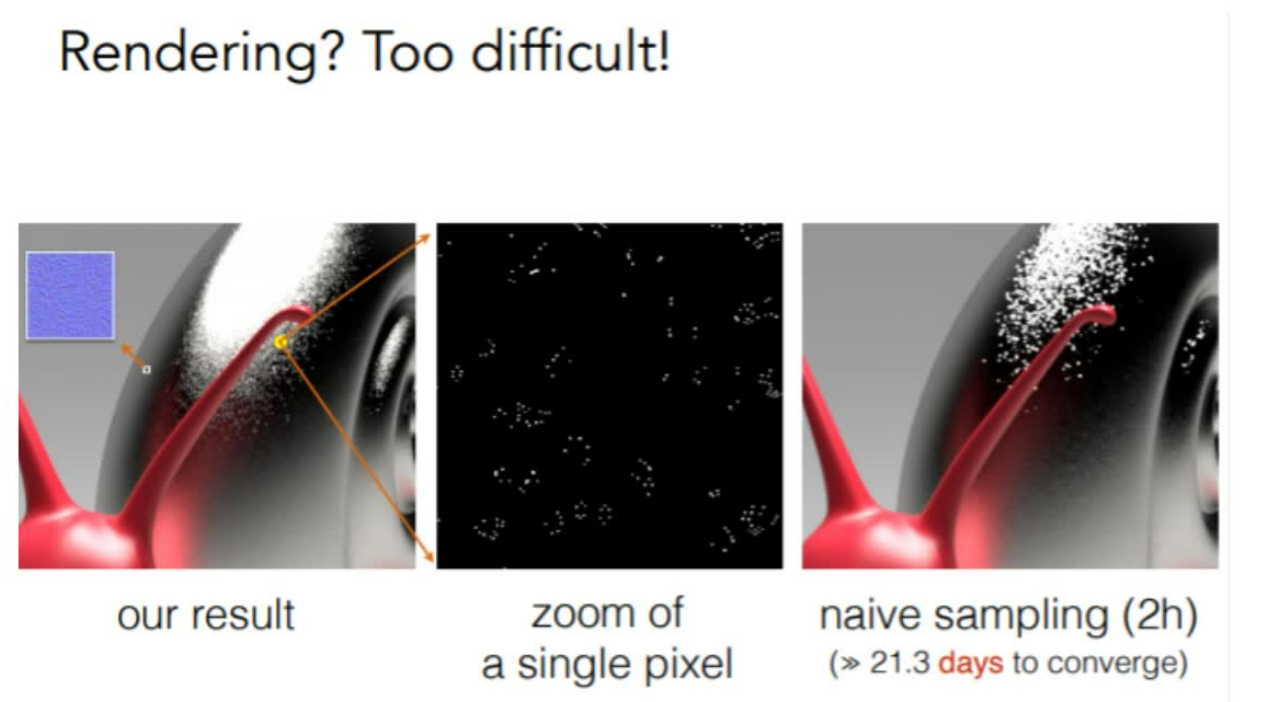 Rendering? Too difficult!
our result
zoom of
a single pixel
naive sampling (2h)
(≫ 21.3 days to converge)